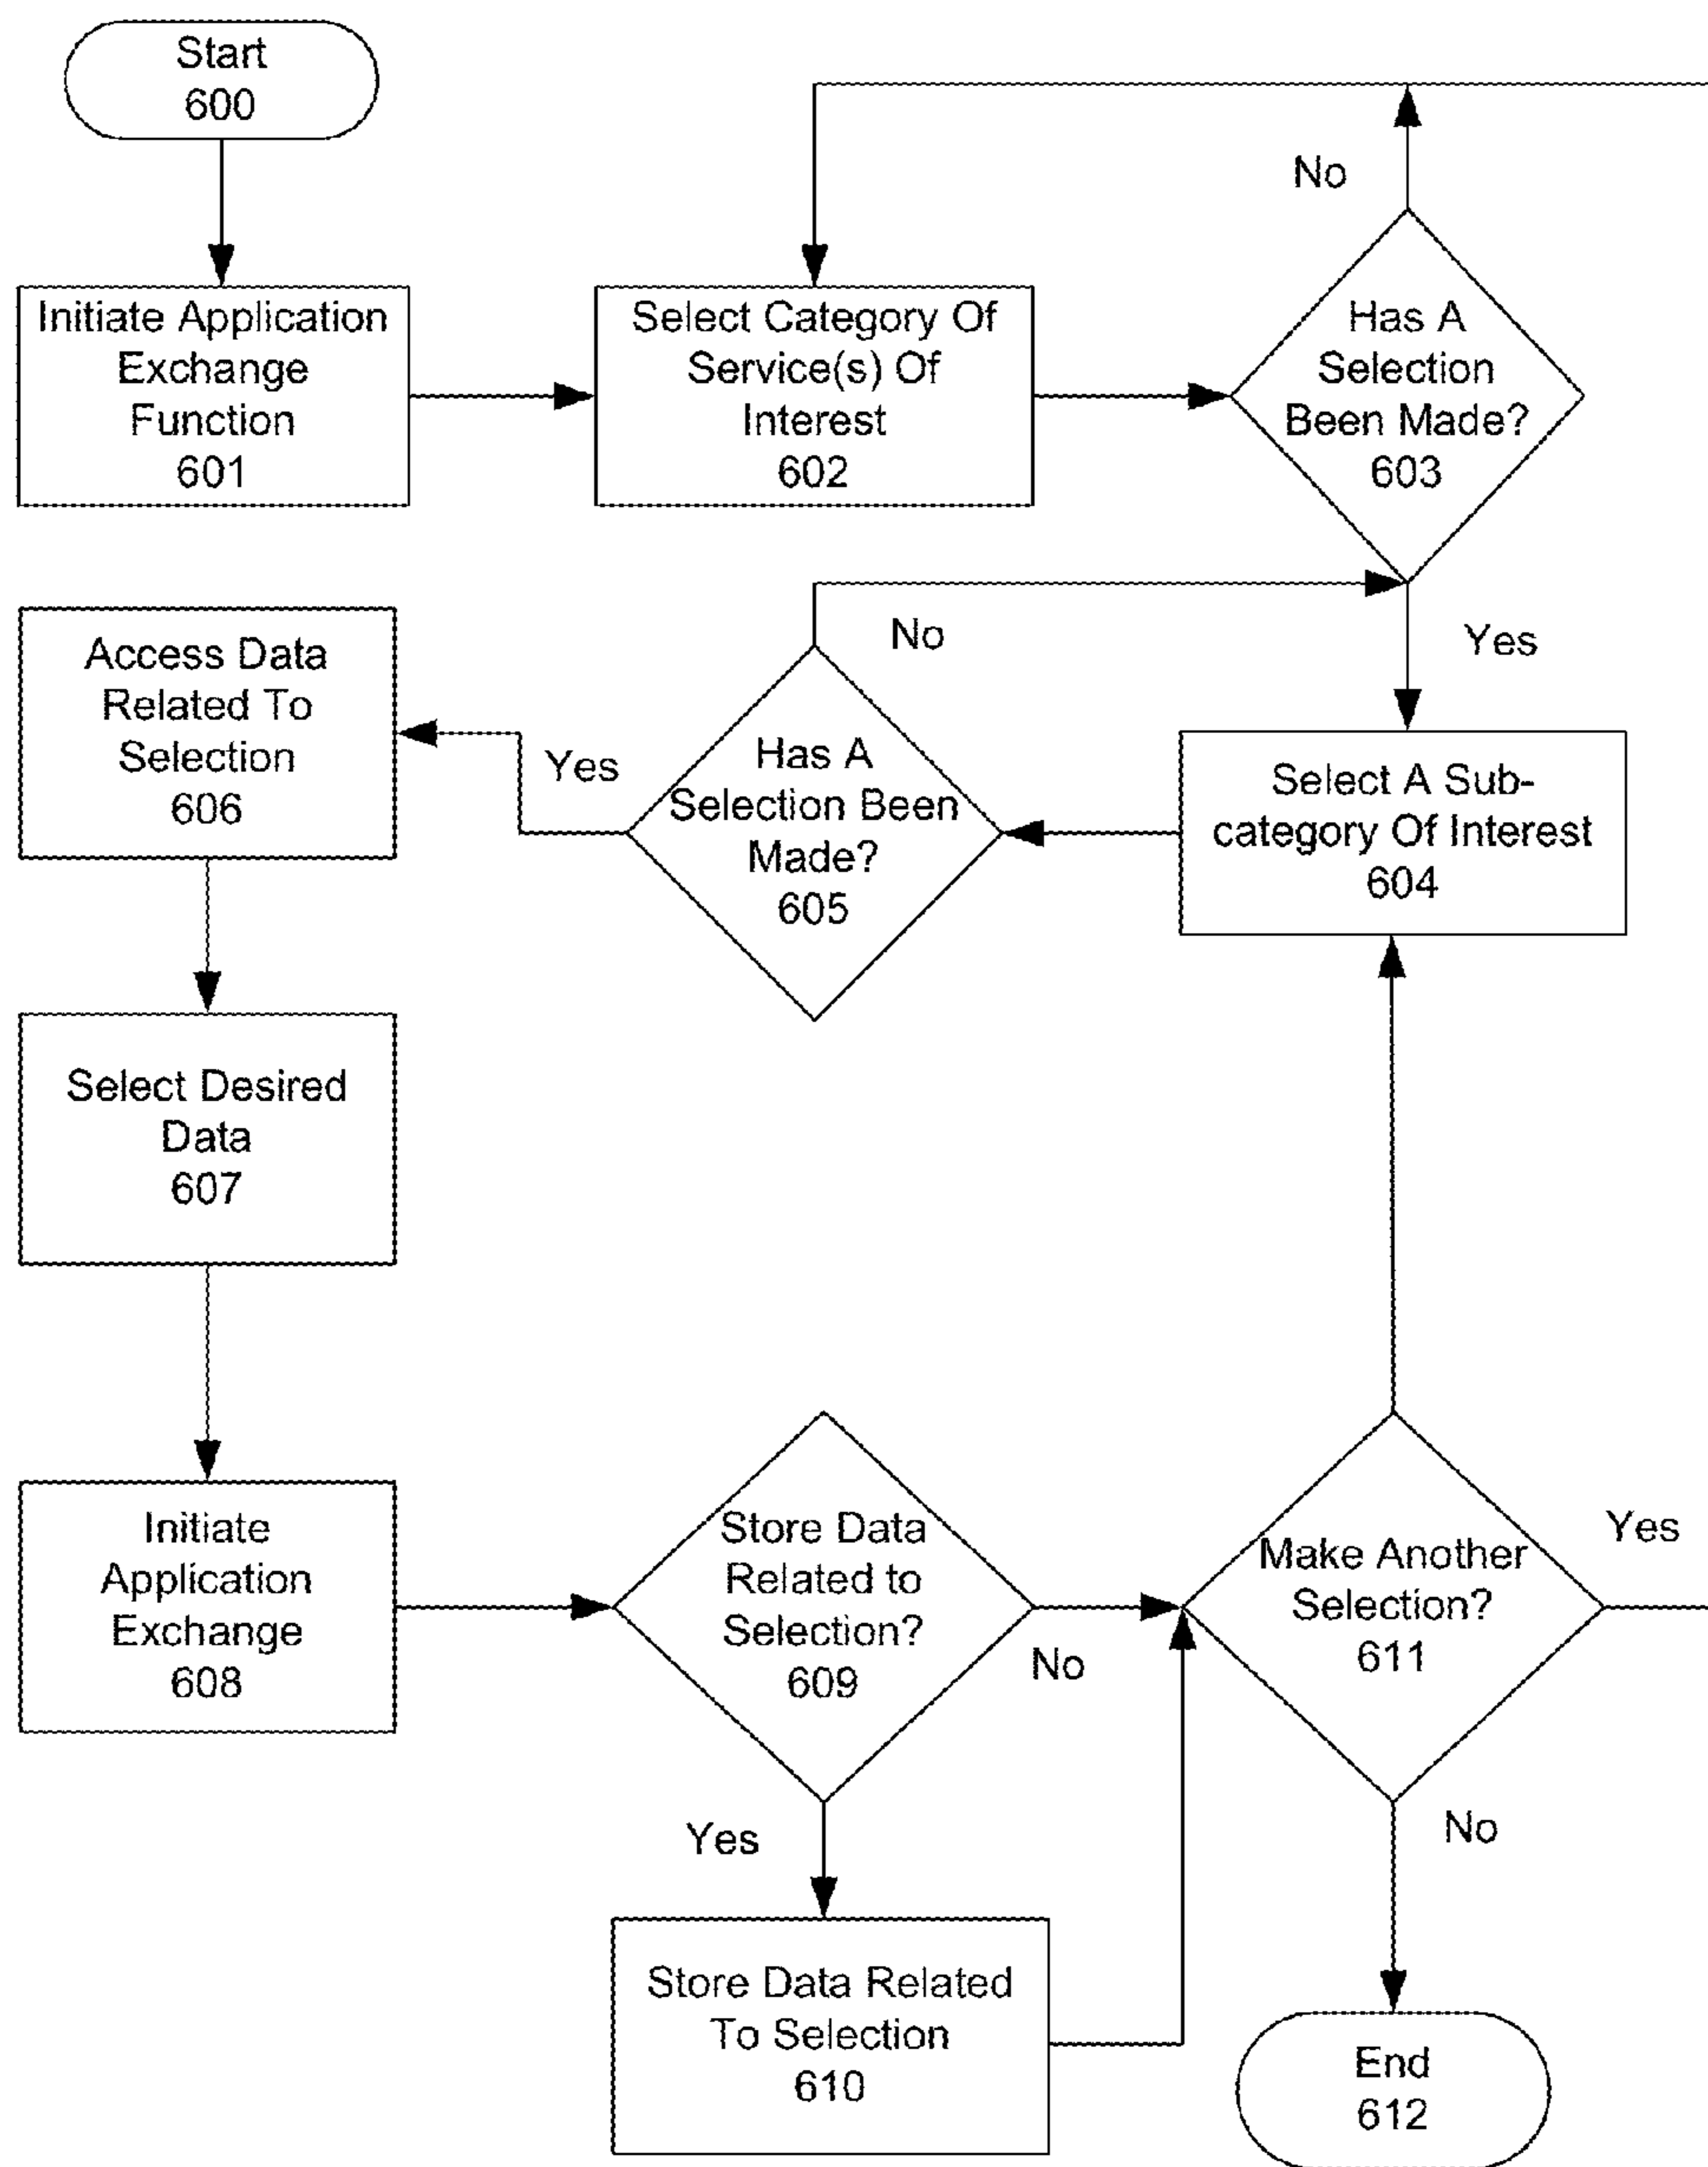 Start
600
Initiate Application
Exchange
Function
601
Select Category Of
Service(s) Of
Interest
602
No
Has A
Selection
Been Made?
603
Yes
Select A Sub-
category Of Interest
604
No
Has A
Selection Been
Made?
605
Yes
Access Data
Related To
Selection
606
Select Desired
Data
607
Initiate
Application
Exchange
608
Store Data
Related to
Selection?
609
No
Yes
Store Data Related
To Selection
610
Make Another
Selection?
611
Yes
No
End
612